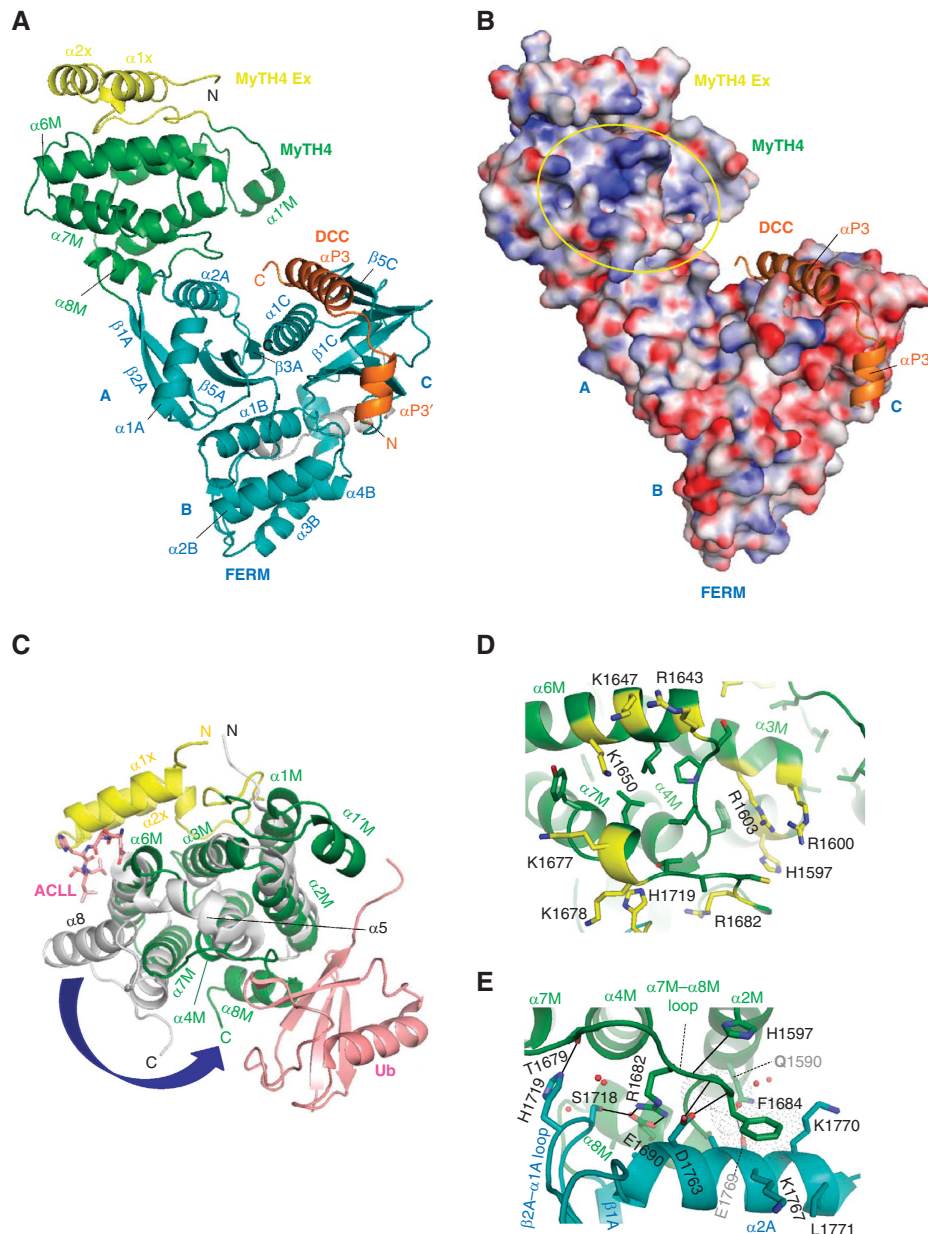 A
α2x
α1x
MyTH4 Ex
N
α6M
MyTH4
α7M
α1′M
DCC
αP3
α8M
α2A
C
β5C
α1C
β1A
β1C
β2A
β3A
A
β5A
C
α1A
α1B
αP3′
N
B
α4B
α3B
α2B
FERM
B
MyTH4 Ex
MyTH4
DCC
αP3
αP3
A
C
B
FERM
C
N
N
α1x
α1M
α2x
α6M
α3M
α1′M
ACLL
α2M
α8
α5
α7M
α4M
α8M
C
C
Ub
D
K1647
R1643
α6M
α3M
K1650
α7M
α4M
R1603
R1600
K1677
H1719
H1597
K1678
R1682
E
α7M–α8M
loop
α7M
α4M
α2M
H1597
T1679
Q1590
H1719
R1682
S1718
F1684
K1770
α8M
E1690
D1763
β2A–α1A loop
β1A
E1769
K1767
α2A
L1771